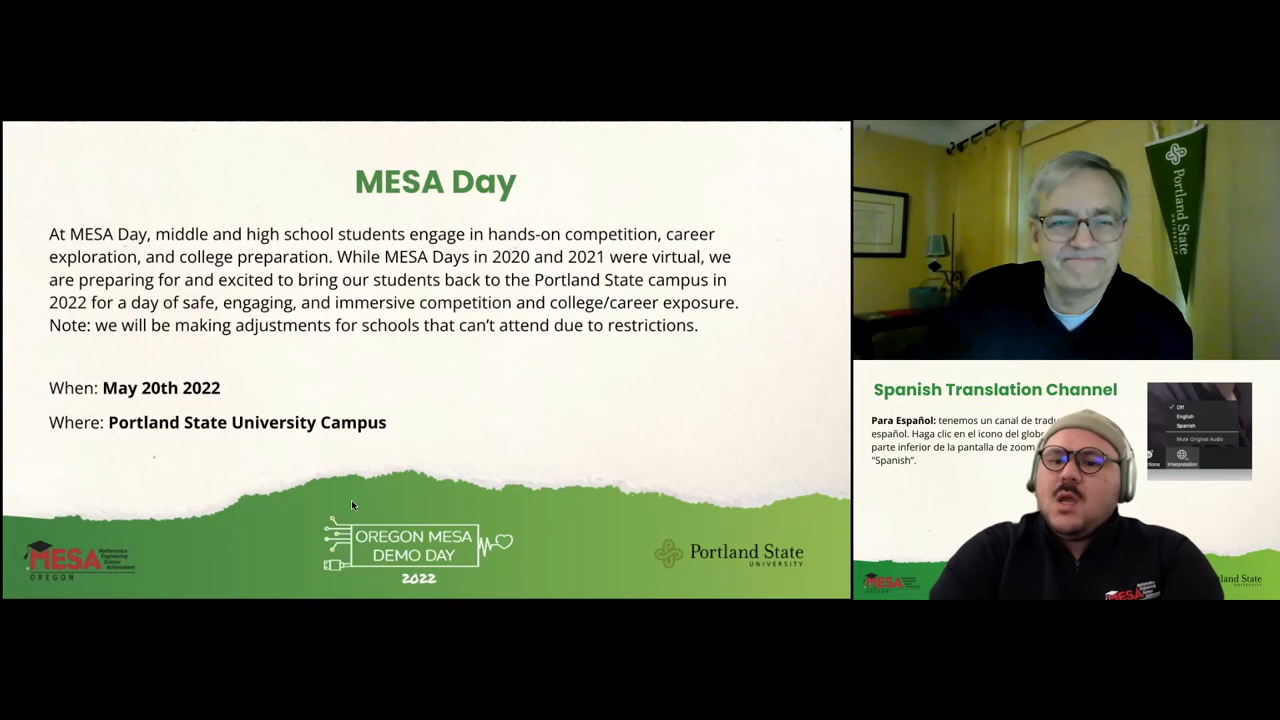 MESA Day
At MESA Day, middle and high school students engage in hands-on competition, career
exploration, and college preparation. While MESA Days in 2020 and 2021 were virtual, we
are preparing for and excited to bring our students back to the Portland State campus in
2022 for a day of safe, engaging, and immersive competition and college/career exposure.
Note: we will be making adjustments for schools that can't attend due to restrictions.
When: May 20th 2022
Where: Portland State University Campus
MESA
Mathematics
Engineering
Science
Achievement
OREGON
OREGON MESA
DEMO DAY
2022
Portland State
UNIVERSITY
Portland State
UNIVERSITY
Spanish Translation Channel
Para Español: tenemos un canal de
español. Haga clic en el icono del
parte inferior de la pantalla de zoom
"Spanish".
Off
English
Spanish
Mute Original Audio
Interpretation
MESA
OREGON
MESA
State